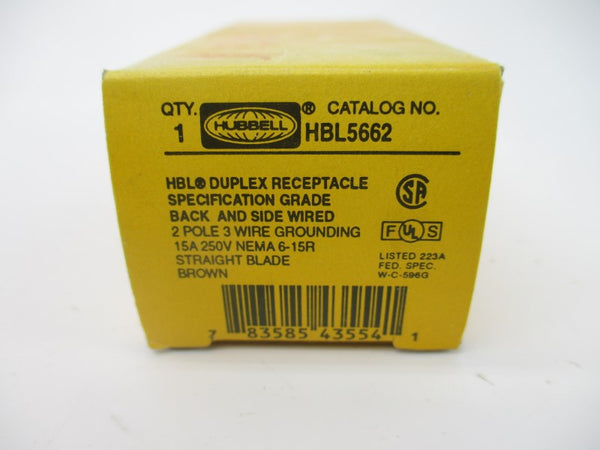 QTY. HUBBELL ® CATALOG NO.
1 HBL5662
HBL® DUPLEX RECEPTACLE
SPECIFICATION GRADE
BACK AND SIDE WIRED
2 POLE 3 WIRE GROUNDING
15A 250V NEMA 6-15R
STRAIGHT BLADE
BROWN
SA
F UL S
LISTED 223A
FED. SPEC.
W-C-596G
7 83585 43554 1